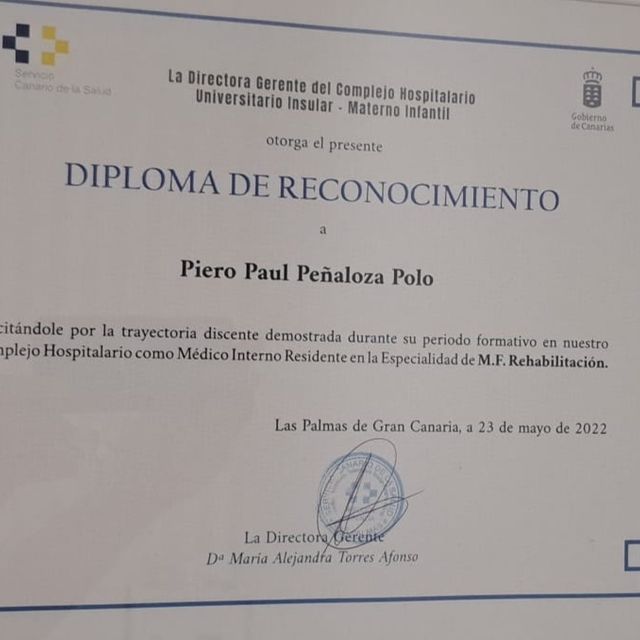 Servicio
Canario de la Salud
La Directora Gerente del Complejo Hospitalario
Universitario Insular - Materno Infantil
Gobierno
de Canarias
otorga el presente
DIPLOMA DE RECONOCIMIENTO
a
Piero Paul Peñaloza Polo
citándole por la trayectoria discente demostrada durante su periodo formativo en nuestro
mplejo Hospitalario como Médico Interno Residente en la Especialidad de M.F. Rehabilitación.
Las Palmas de Gran Canaria, a 23 de mayo de 2022
La Directora Gerente
Dª María Alejandra Torres Afonso